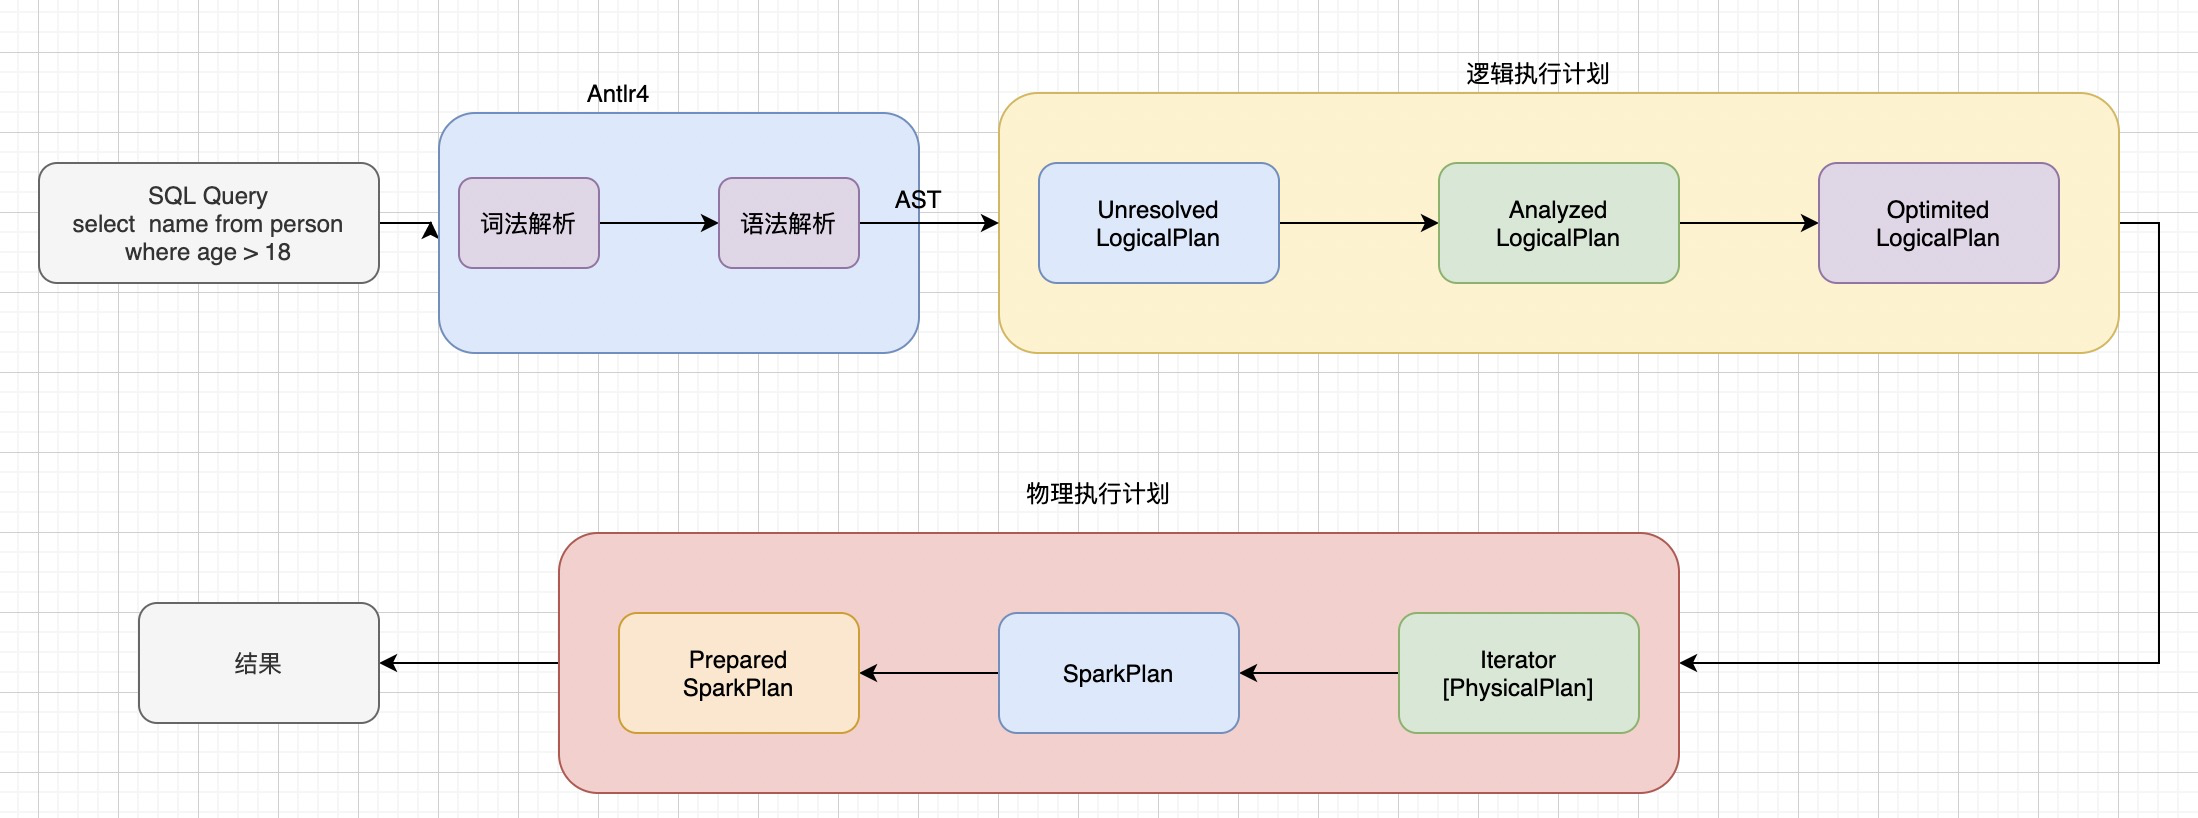 SQL Query
select  name from person
where age > 18
Antlr4
词法解析
语法解析
AST
逻辑执行计划
Unresolved
LogicalPlan
Analyzed
LogicalPlan
Optimited
LogicalPlan
物理执行计划
Iterator
[PhysicalPlan]
SparkPlan
Prepared
SparkPlan
结果